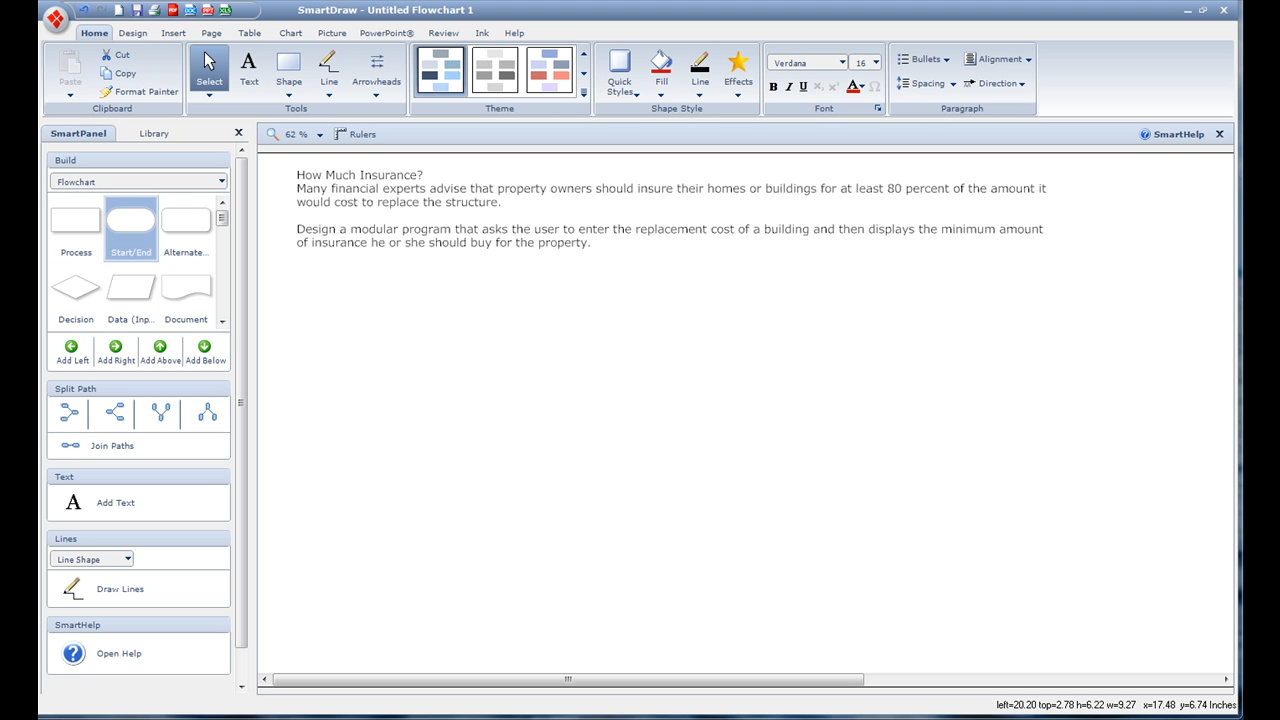 SmartDraw - Untitled Flowchart 1
Home Design Insert Page Table Chart Picture PowerPoint® Review Ink Help
Paste
Cut
Copy
Format Painter
Clipboard
Select
Text
Shape
Line
Arrowheads
Tools
Theme
Quick Styles
Fill
Line
Effects
Shape Style
Verdana 16
B I U
Font
Bullets Alignment
Spacing Direction
Paragraph
SmartPanel Library
62 % Rulers
SmartHelp
Build
Flowchart
Process Start/End Alternate...
Decision Data (Inp... Document
Add Left Add Right Add Above Add Below
Split Path
Join Paths
Text
A Add Text
Lines
Line Shape
Draw Lines
SmartHelp
Open Help
How Much Insurance?
Many financial experts advise that property owners should insure their homes or buildings for at least 80 percent of the amount it
would cost to replace the structure.
Design a modular program that asks the user to enter the replacement cost of a building and then displays the minimum amount
of insurance he or she should buy for the property.
left=20.20 top=2.78 h=6.22 w=9.27 x=17.48 y=6.74 Inches